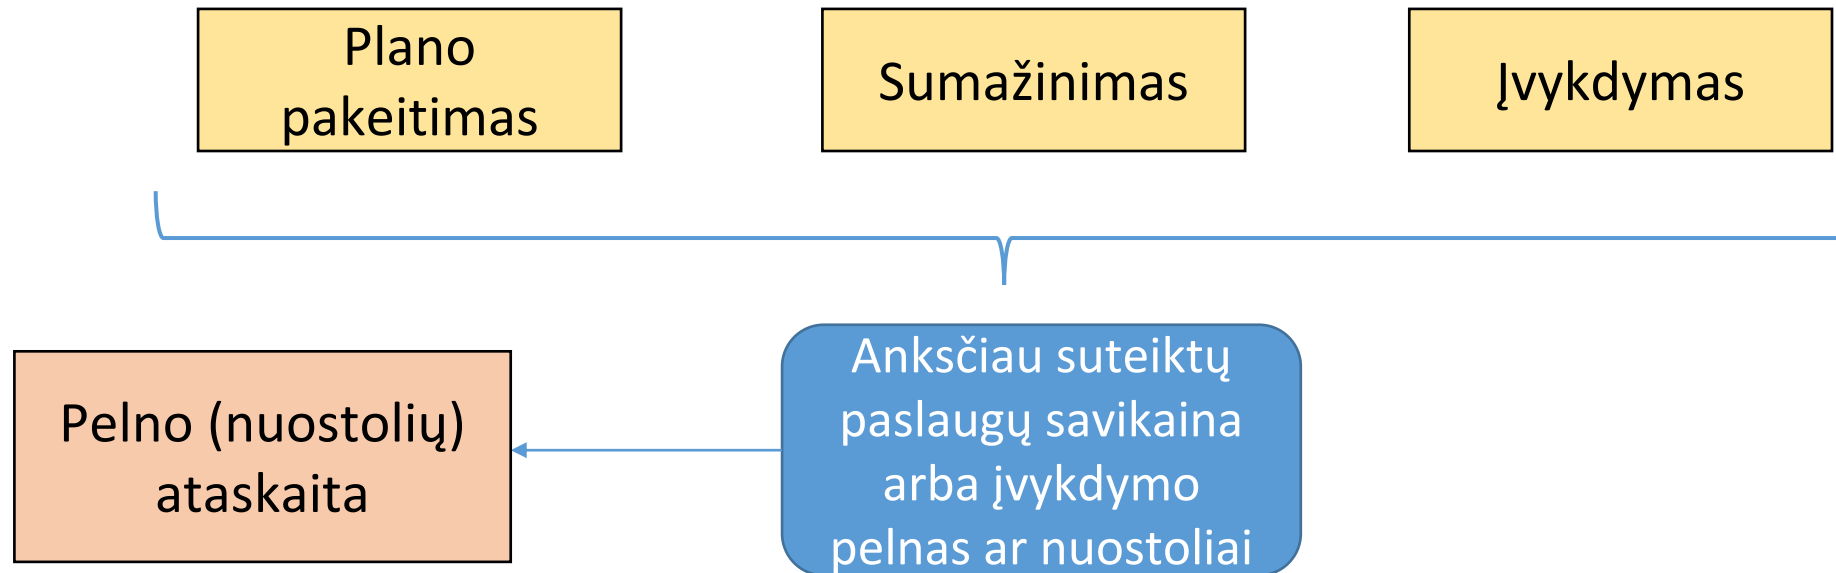 Plano
pakeitimas
Sumažinimas
Įvykdymas
Pelno (nuostolių)
ataskaita
Anksčiau suteiktų
paslaugų savikaina
arba įvykdymo
pelnas ar nuostoliai